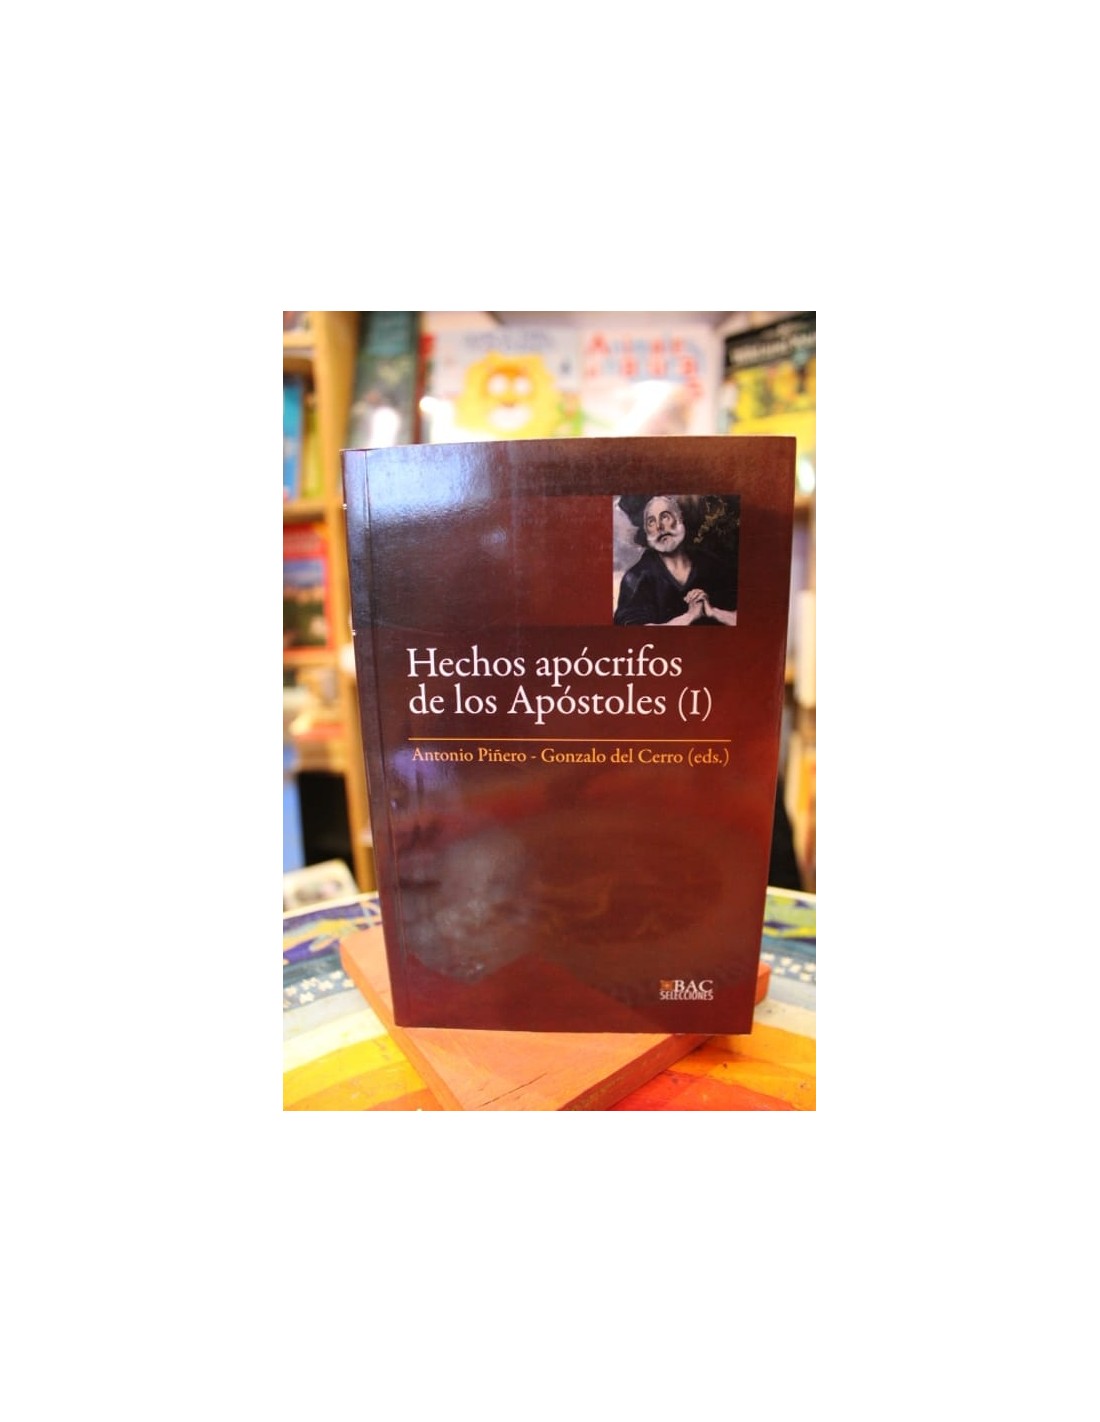 Hechos apócrifos
de los Apóstoles (I)
Antonio Piñero - Gonzalo del Cerro (eds.)
BAC
SELECCIONES